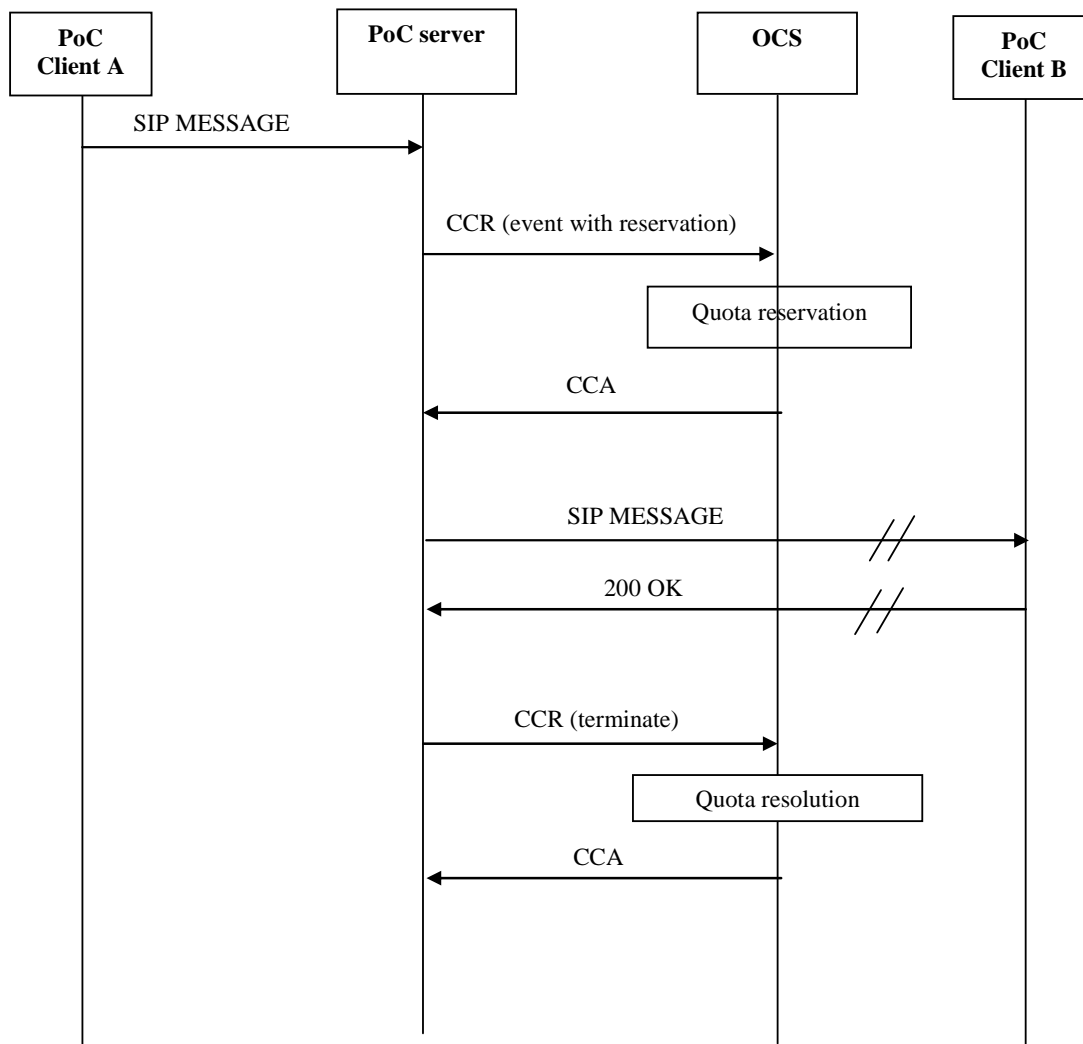 PoC
Client A
PoC server
OCS
PoC
Client B
SIP MESSAGE
CCR (event with reservation)
Quota reservation
CCA
SIP MESSAGE
200 OK
CCR (terminate)
Quota resolution
CCA